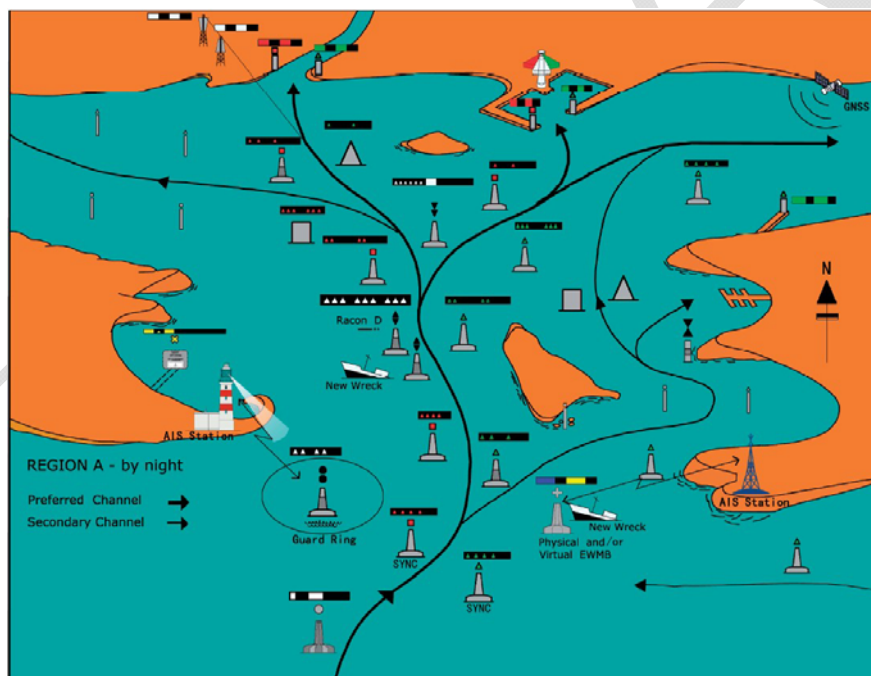 GNSS
N
Racon D
New Wreck
AIS Station
REGION A - by night
Preferred Channel
Secondary Channel
Guard Ring
SYNC
SYNC
Physical and/or
Virtual EWMB
New Wreck
AIS Station